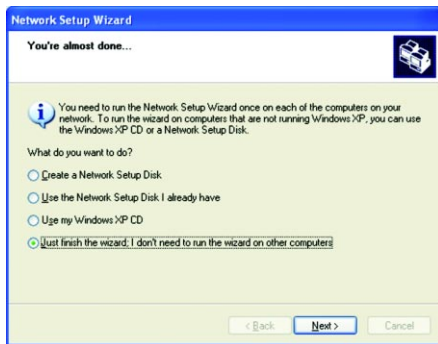 Network Setup Wizard
You're almost done...
You need to run the Network Setup Wizard once on each of the computers on your
network. To run the wizard on computers that are not running Windows XP, you can use
the Windows XP CD or a Network Setup Disk.
What do you want to do?
Create a Network Setup Disk
Use the Network Setup Disk I already have
Use my Windows XP CD
Just finish the wizard; I don't need to run the wizard on other computers
< Back Next > Cancel